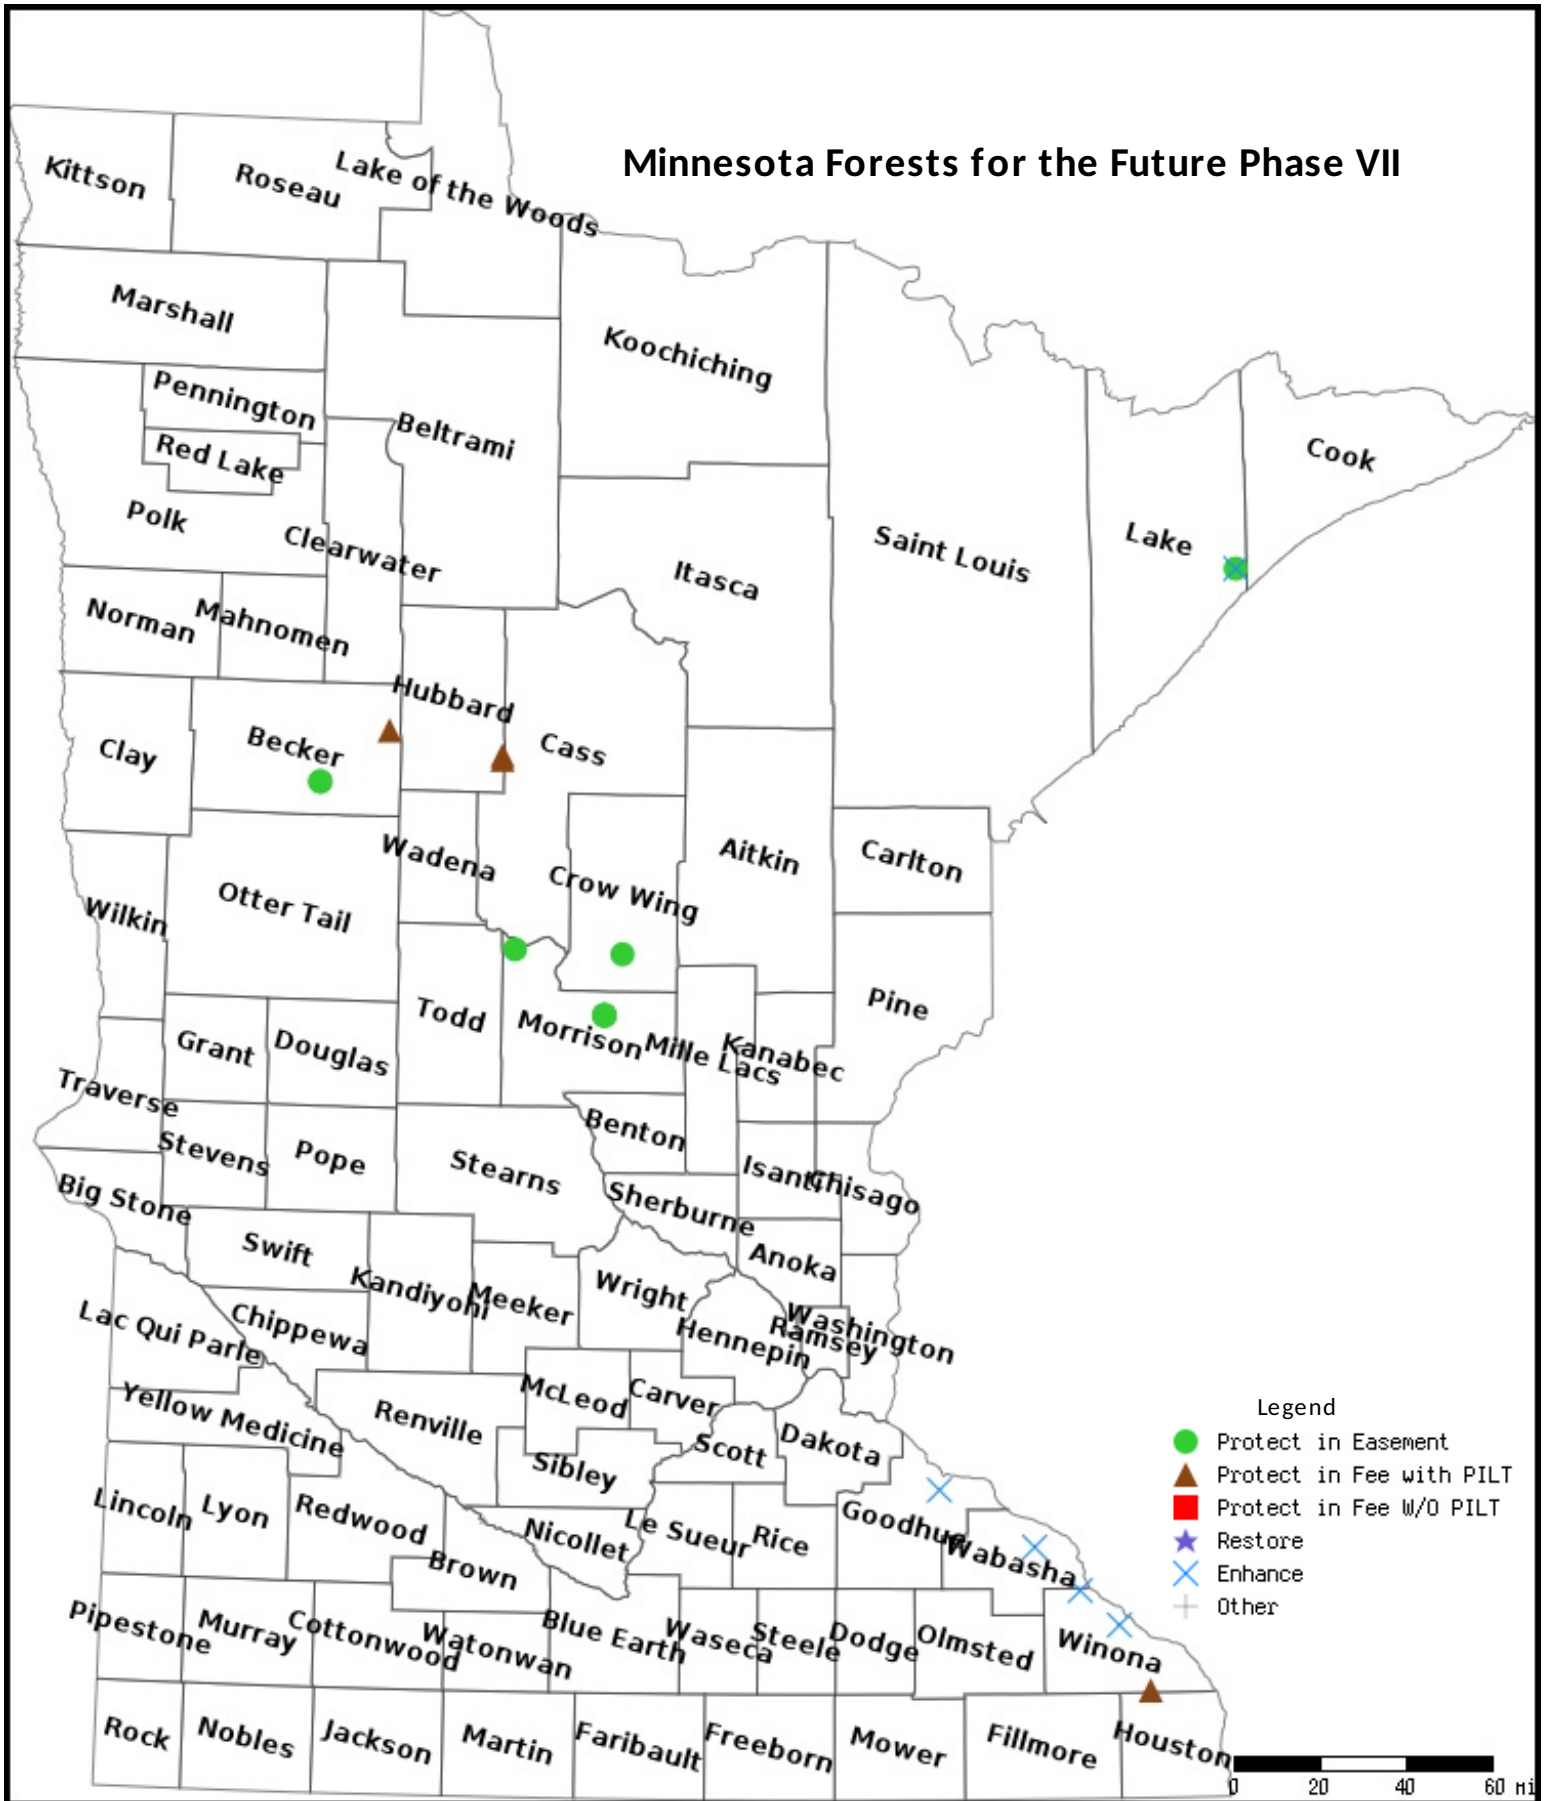 Minnesota Forests for the Future Phase VII
Kittson
Roseau
Lake of the Woods
Marshall
Koochiching
Pennington
Beltrami
Red Lake
Cook
Polk
Clearwater
Lake
Saint Louis
Itasca
Norman
Mahnomen
Hubbard
Becker
Cass
Clay
Wadena
Aitkin
Carlton
Crow Wing
Otter Tail
Wilkin
Pine
Todd
Morrison
Grant
Douglas
Mille Lacs
Kanabec
Traverse
Benton
Stevens
Pope
Stearns
Isanti
Chisago
Big Stone
Sherburne
Swift
Anoka
Kandiyohi
Meeker
Wright
Washington
Lac Qui Parle
Chippewa
Hennepin
Ramsey
McLeod
Carver
Yellow Medicine
Renville
Scott
Dakota
Sibley
Lincoln
Lyon
Redwood
Nicollet
Le Sueur
Rice
Goodhue
Wabasha
Brown
Pipestone
Murray
Cottonwood
Watonwan
Blue Earth
Waseca
Steele
Dodge
Olmsted
Winona
Rock
Nobles
Jackson
Martin
Faribault
Freeborn
Mower
Fillmore
Houston
Legend
Protect in Easement
Protect in Fee with PILT
Protect in Fee W/O PILT
Restore
Enhance
Other
0 20 40 60 mi